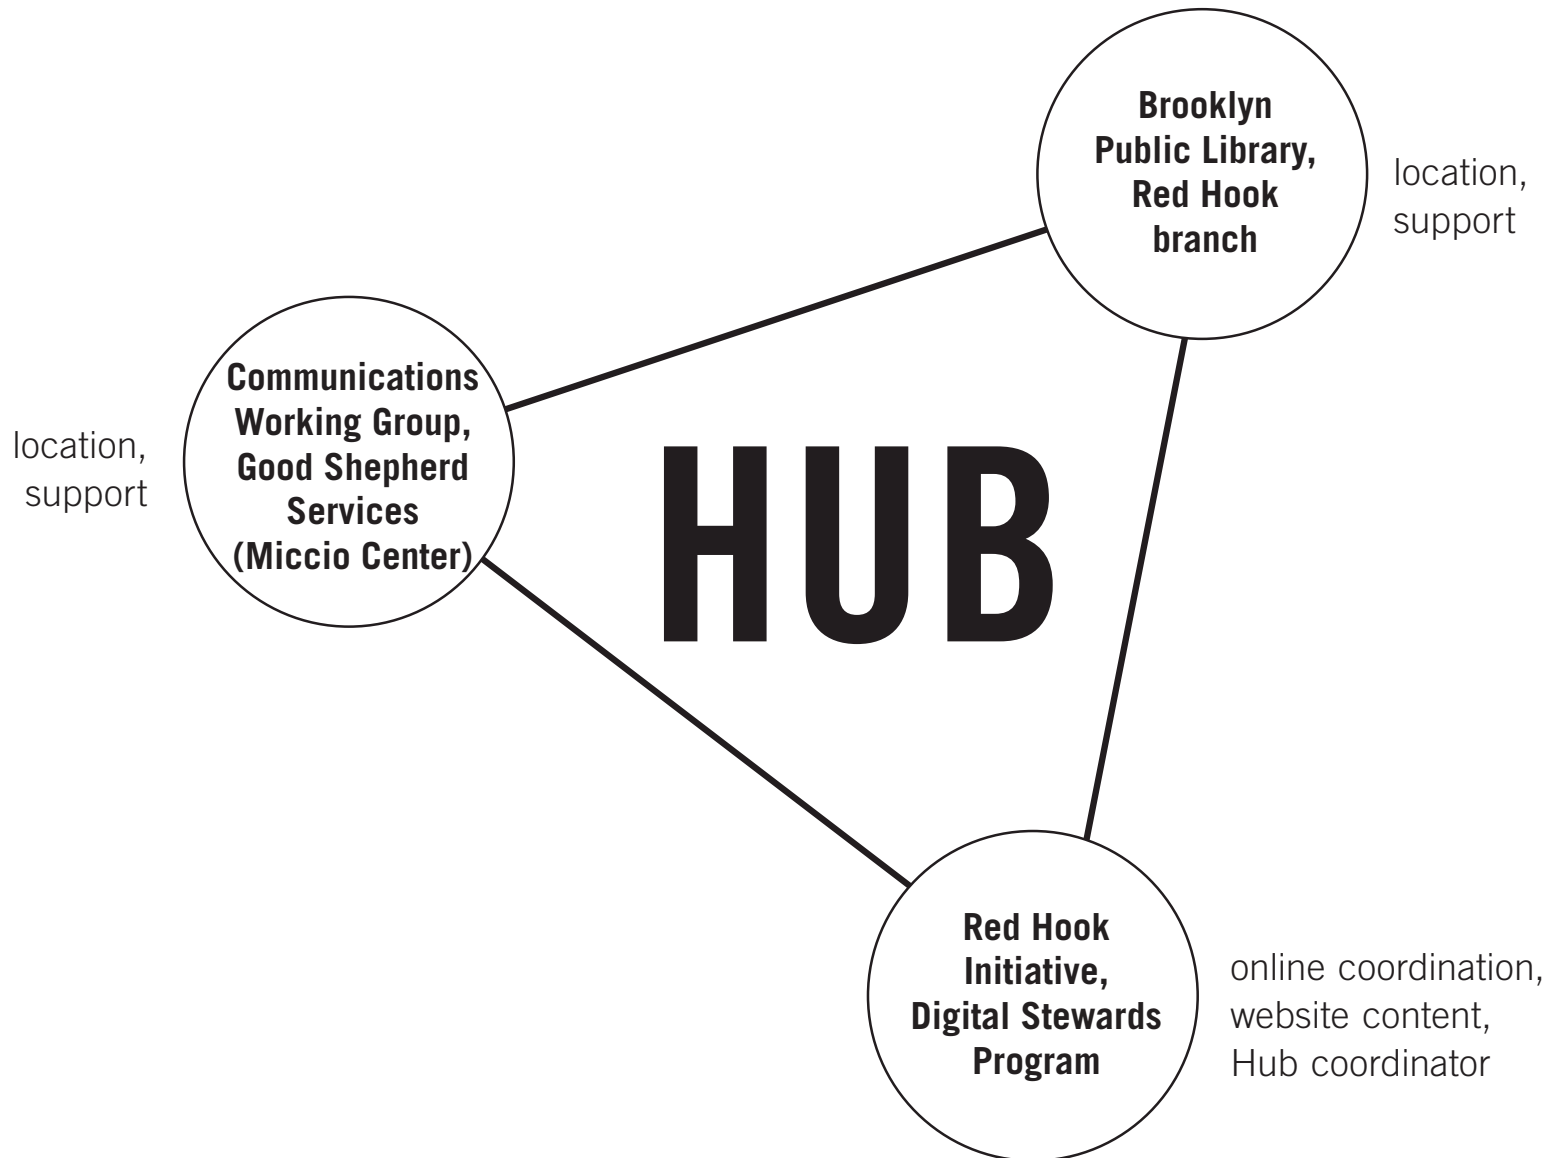 Brooklyn
Public Library,
Red Hook
branch
location,
support
Communications
Working Group,
Good Shepherd
Services
(Miccio Center)
location,
support
HUB
Red Hook
Initiative,
Digital Stewards
Program
online coordination,
website content,
Hub coordinator